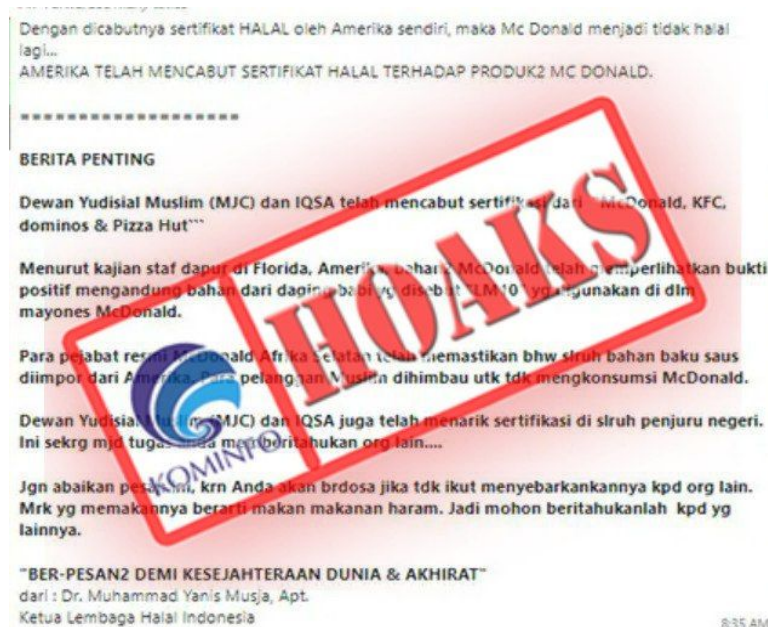 Dengan dicabutnya sertifikat HALAL oleh Amerika sendiri, maka Mc Donald menjadi tidak halal
lagi...
AMERIKA TELAH MENCABUT SERTIFIKAT HALAL TERHADAP PRODUK2 MC DONALD.
===================
BERITA PENTING
Dewan Yudisial Muslim (MJC) dan IQSA telah mencabut sertifikasi dari ``McDonald, KFC,
dominos & Pizza Hut```
Menurut kajian staf dapur di Florida, Amerika, bahan2 McDonald telah memperlihatkan bukti
positif mengandung bahan dari daging babi yg disebut "LM10" yg digunakan di dlm
mayones McDonald.
Para pejabat resmi McDonald Afrika Selatan telah memastikan bhw slruh bahan baku saus
diimpor dari Amerika. Para pelanggan Muslim dihimbau utk tdk mengkonsumsi McDonald.
Dewan Yudisial Muslim (MJC) dan IQSA juga telah menarik sertifikasi di slruh penjuru negeri.
Ini sekrg mjd tugas anda memberitahukan org lain....
Jgn abaikan pesan ini, krn Anda akan brdosa jika tdk ikut menyebarkankannya kpd org lain.
Mrk yg memakannya berarti makan makanan haram. Jadi mohon beritahukanlah kpd yg
lainnya.
"BER-PESAN2 DEMI KESEJAHTERAAN DUNIA & AKHIRAT"
dari : Dr. Muhammad Yanis Musja, Apt.
Ketua Lembaga Halal Indonesia
8:35 AM
HOAKS
KOMINFO